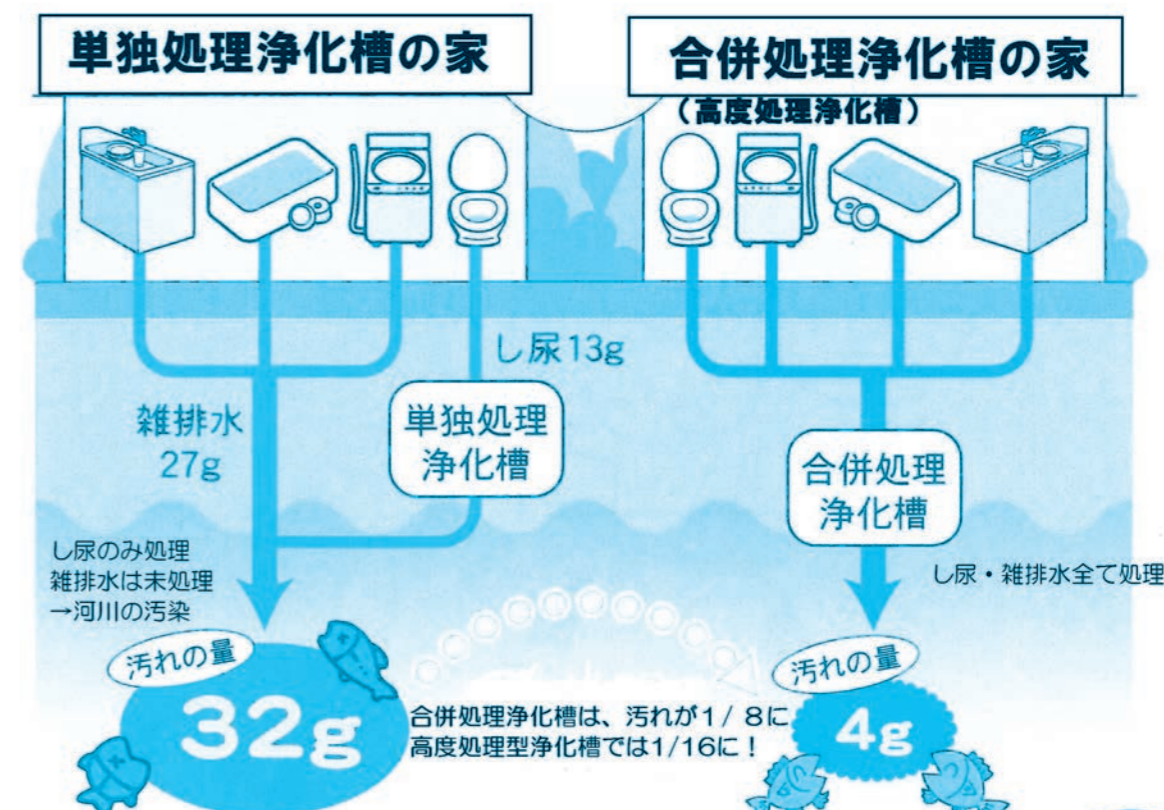 単独処理浄化槽の家
合併処理浄化槽の家
（高度処理浄化槽）
し尿13g
雑排水
27g
単独処理
浄化槽
合併処理
浄化槽
し尿のみ処理
雑排水は未処理
→河川の汚染
し尿・雑排水全て処理
汚れの量
32g
合併処理浄化槽は、汚れが1/８に
高度処理型浄化槽では1/16に！
汚れの量
4g